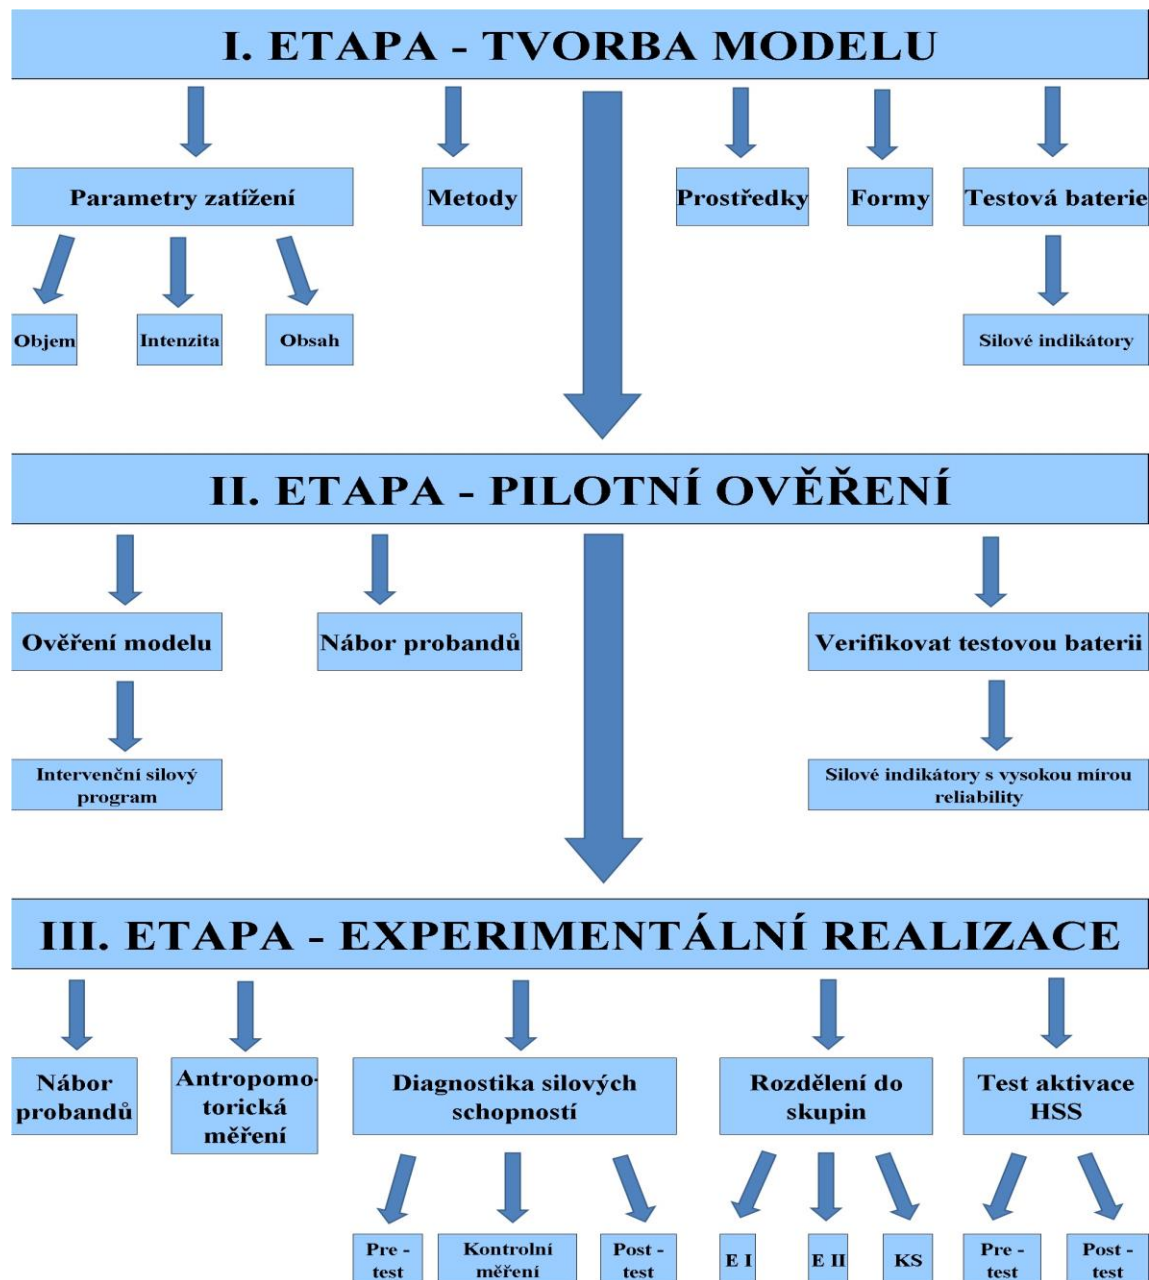 I. ETAPA - TVORBA MODELU
Parametry zatížení
Metody
Prostředky
Formy
Testová baterie
Objem
Intenzita
Obsah
Silové indikátory
II. ETAPA - PILOTNÍ OVĚŘENÍ
Ověření modelu
Nábor probandů
Verifikovat testovou baterii
Intervenční silový
program
Silové indikátory s vysokou mírou
reliability
III. ETAPA - EXPERIMENTÁLNÍ REALIZACE
Nábor
probandů
Antropomo-
torická
měření
Diagnostika silových
schopností
Rozdělení do
skupin
Test aktivace
HSS
Pre -
test
Kontrolní
měření
Post -
test
E I
E II
KS
Pre -
test
Post -
test